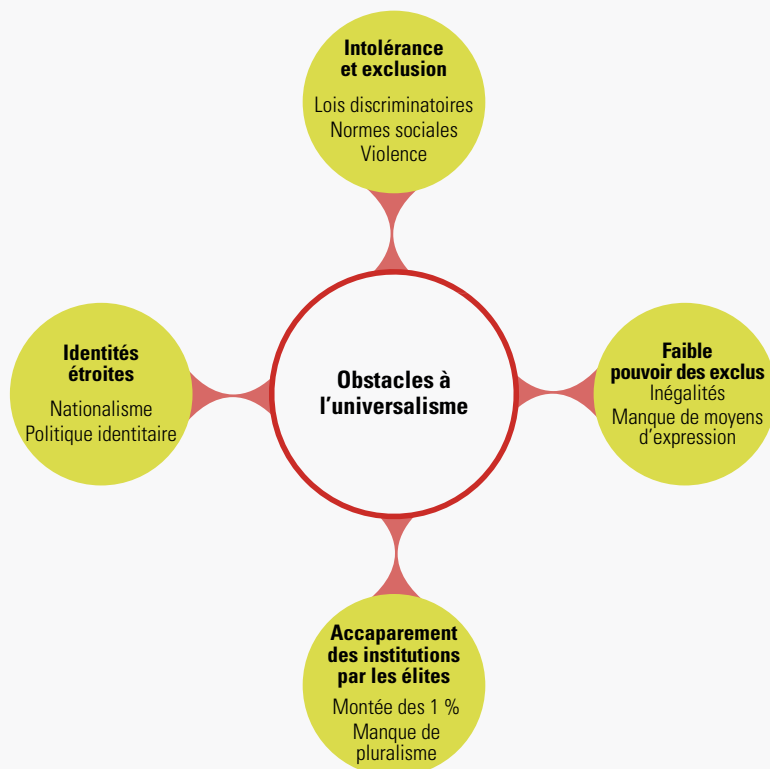 Intolérance
et exclusion
Lois discriminatoires
Normes sociales
Violence
Identités
étroites
Nationalisme
Politique identitaire
Obstacles à
l’universalisme
Faible
pouvoir des exclus
Inégalités
Manque de moyens
d’expression
Accaparement
des institutions
par les élites
Montée des 1 %
Manque de
pluralisme